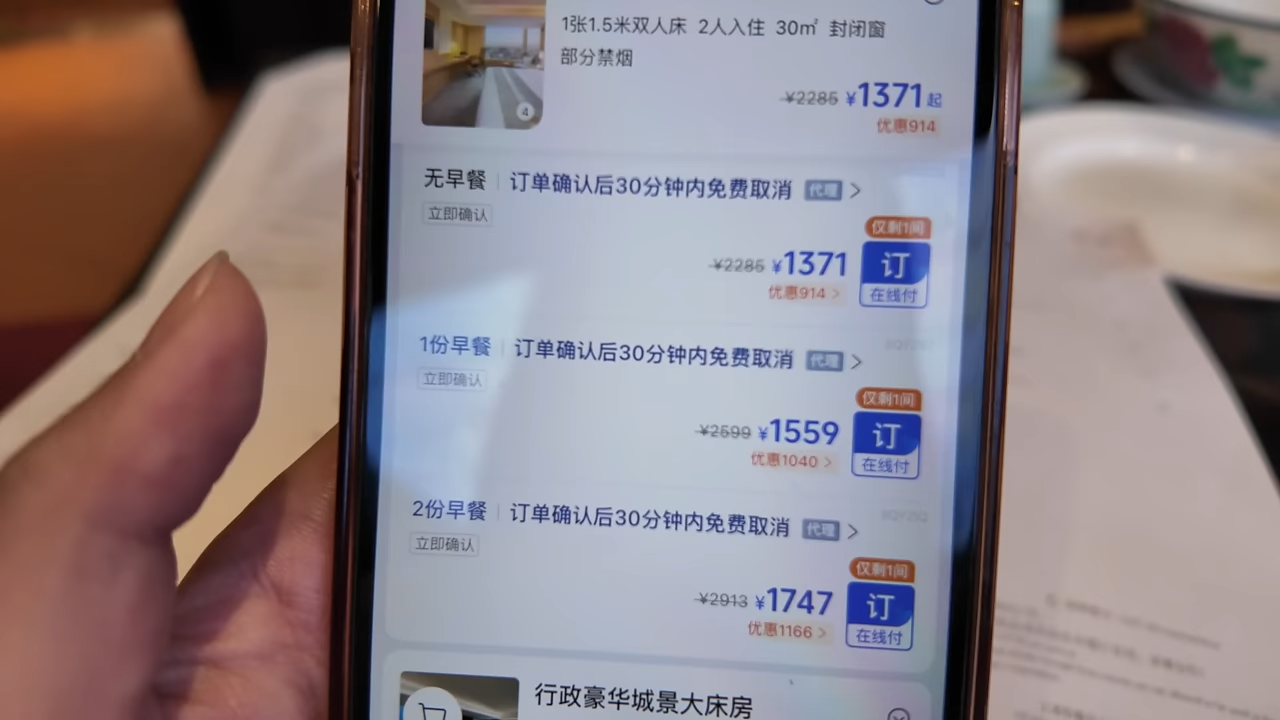 1张1.5米双人床 2人入住 30㎡ 封闭窗
部分禁烟
4
¥2285 ¥1371起
优惠914
无早餐 订单确认后30分钟内免费取消 代理 >
立即确认
仅剩1间
¥2285 ¥1371 订
优惠914 > 在线付
1份早餐 订单确认后30分钟内免费取消 代理 >
立即确认
仅剩1间
¥2599 ¥1559 订
优惠1040 > 在线付
2份早餐 订单确认后30分钟内免费取消 代理 >
立即确认
仅剩1间
¥2913 ¥1747 订
优惠1166 > 在线付
行政豪华城景大床房